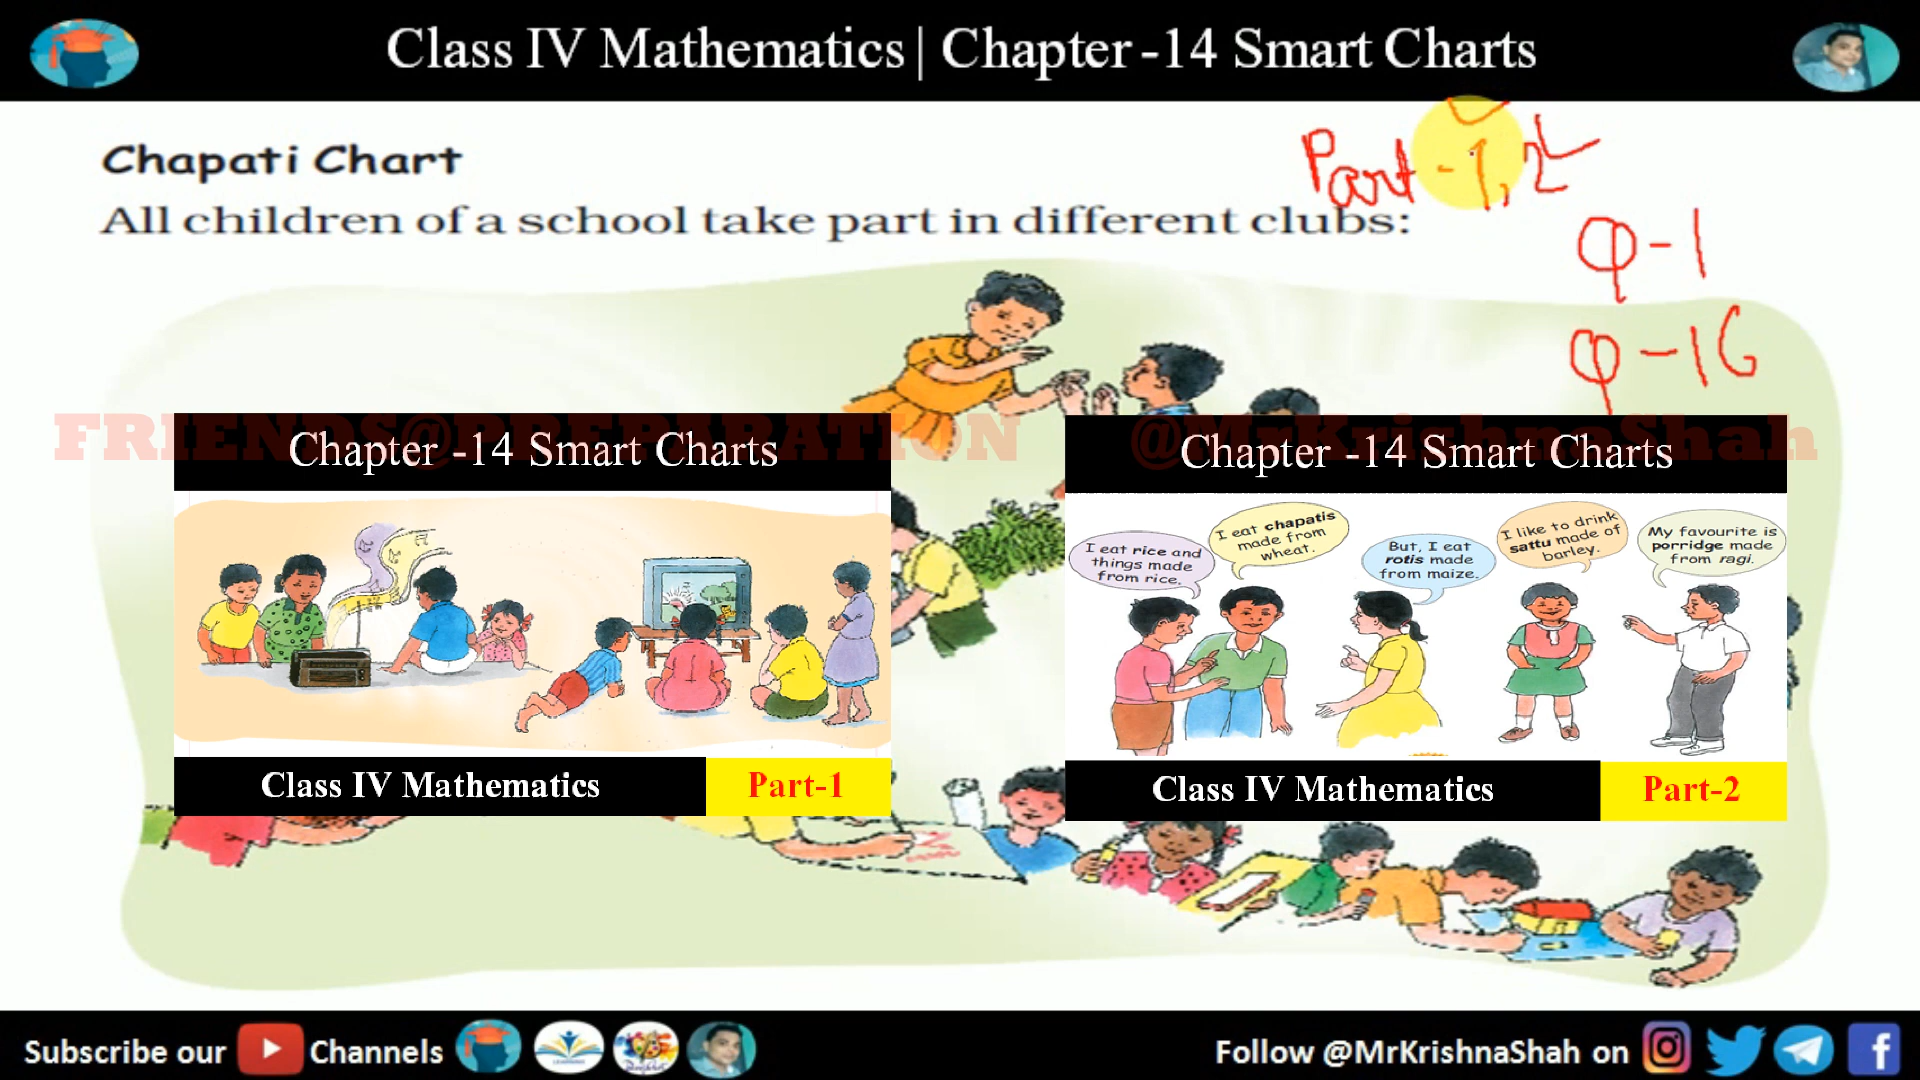 Class IV Mathematics | Chapter -14 Smart Charts
Chapati Chart
Part -1, 2
All children of a school take part in different clubs:
Q-1
Q-16
FRIENDS@PREPARATION @MrKrishnaShah
Chapter -14 Smart Charts
Class IV Mathematics Part-1
Chapter -14 Smart Charts
I eat rice and
things made
from rice.
I eat chapatis
made from
wheat.
But, I eat
rotis made
from maize.
I like to drink
sattu made of
barley.
My favourite is
porridge made
from ragi.
Class IV Mathematics Part-2
Subscribe our Channels
Follow @MrKrishnaShah on